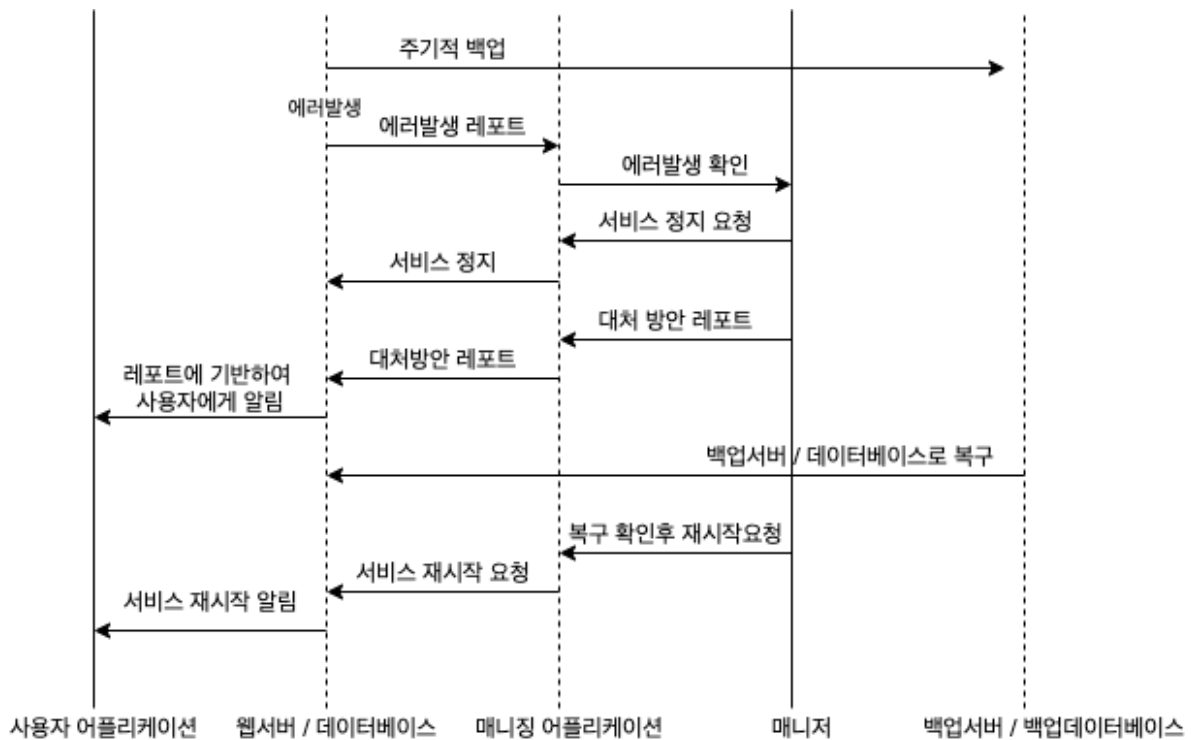 주기적 백업
에러발생
에러발생 레포트
에러발생 확인
서비스 정지 요청
서비스 정지
대처 방안 레포트
대처방안 레포트
레포트에 기반하여
사용자에게 알림
백업서버 / 데이터베이스로 복구
복구 확인후 재시작요청
서비스 재시작 요청
서비스 재시작 알림
사용자 어플리케이션
웹서버 / 데이터베이스
매니징 어플리케이션
매니저
백업서버 / 백업데이터베이스